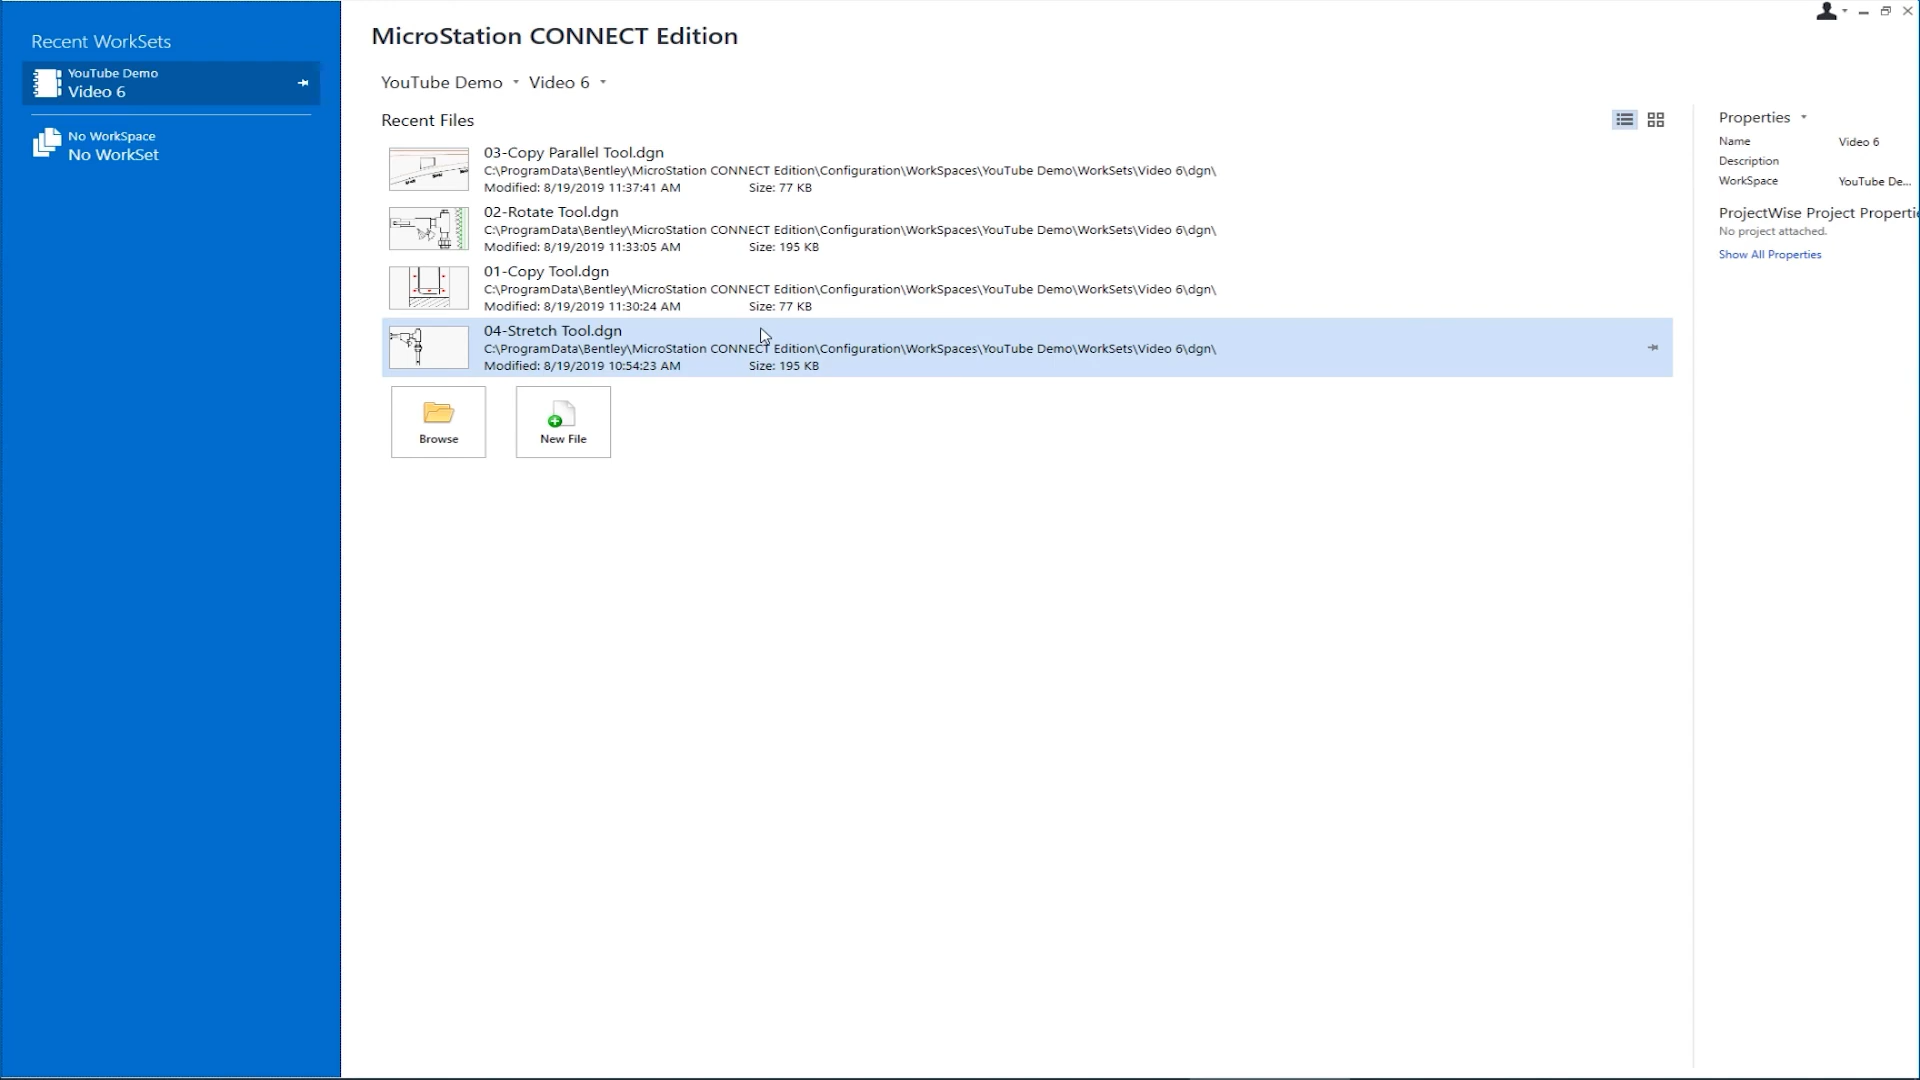 Recent WorkSets
YouTube Demo
Video 6
No WorkSpace
No WorkSet
MicroStation CONNECT Edition
YouTube Demo Video 6
Recent Files
03-Copy Parallel Tool.dgn
C:\ProgramData\Bentley\MicroStation CONNECT Edition\Configuration\WorkSpaces\YouTube Demo\WorkSets\Video 6\dgn\
Modified: 8/19/2019 11:37:41 AM Size: 77 KB
02-Rotate Tool.dgn
C:\ProgramData\Bentley\MicroStation CONNECT Edition\Configuration\WorkSpaces\YouTube Demo\WorkSets\Video 6\dgn\
Modified: 8/19/2019 11:33:05 AM Size: 195 KB
01-Copy Tool.dgn
C:\ProgramData\Bentley\MicroStation CONNECT Edition\Configuration\WorkSpaces\YouTube Demo\WorkSets\Video 6\dgn\
Modified: 8/19/2019 11:30:24 AM Size: 77 KB
04-Stretch Tool.dgn
C:\ProgramData\Bentley\MicroStation CONNECT Edition\Configuration\WorkSpaces\YouTube Demo\WorkSets\Video 6\dgn\
Modified: 8/19/2019 10:54:23 AM Size: 195 KB
Browse
New File
Properties
Name Video 6
Description
WorkSpace YouTube De...
ProjectWise Project Properti
No project attached.
Show All Properties